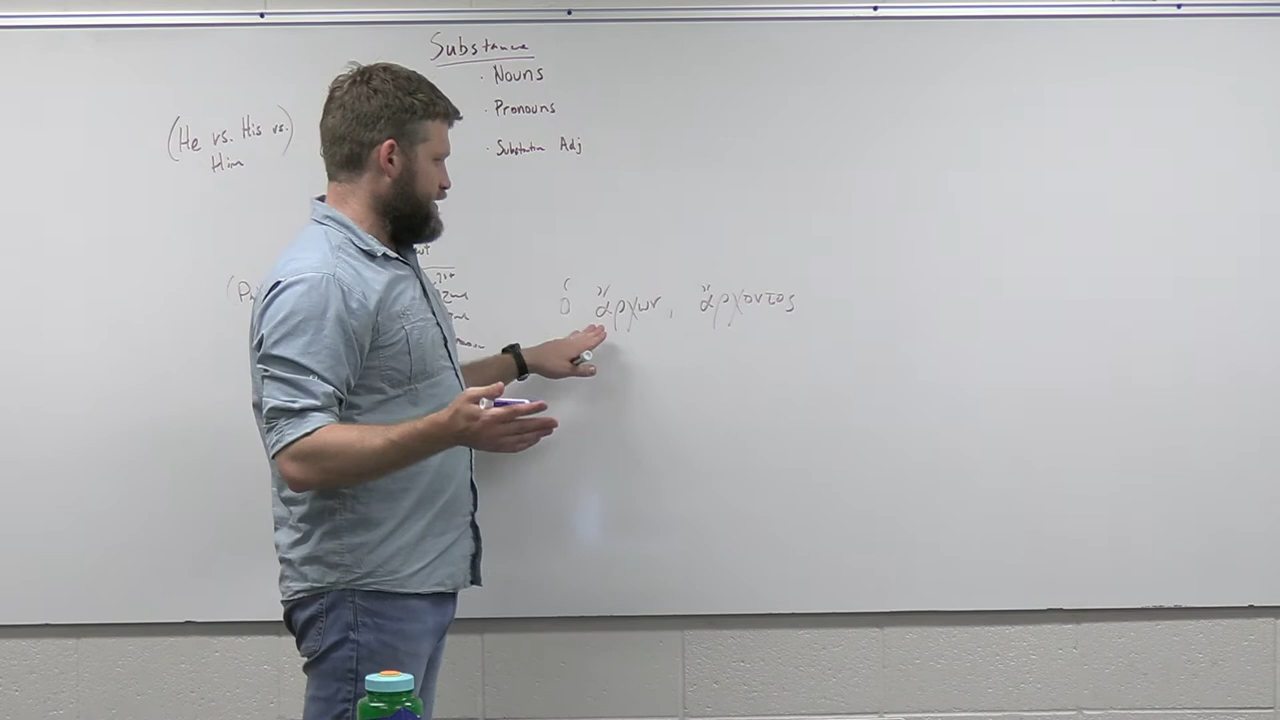 Substance
· Nouns
· Pronouns
· Substantive Adj
(He vs. His vs.
Him)
ὁ ἄρχων, ἄρχοντος